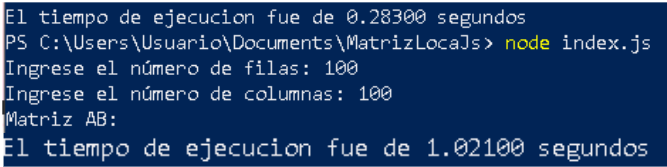 El tiempo de ejecucion fue de 0.28300 segundos
PS C:\Users\Usuario\Documents\MatrizLocaJs> node index.js
Ingrese el número de filas: 100
Ingrese el número de columnas: 100
Matriz AB:
El tiempo de ejecucion fue de 1.02100 segundos